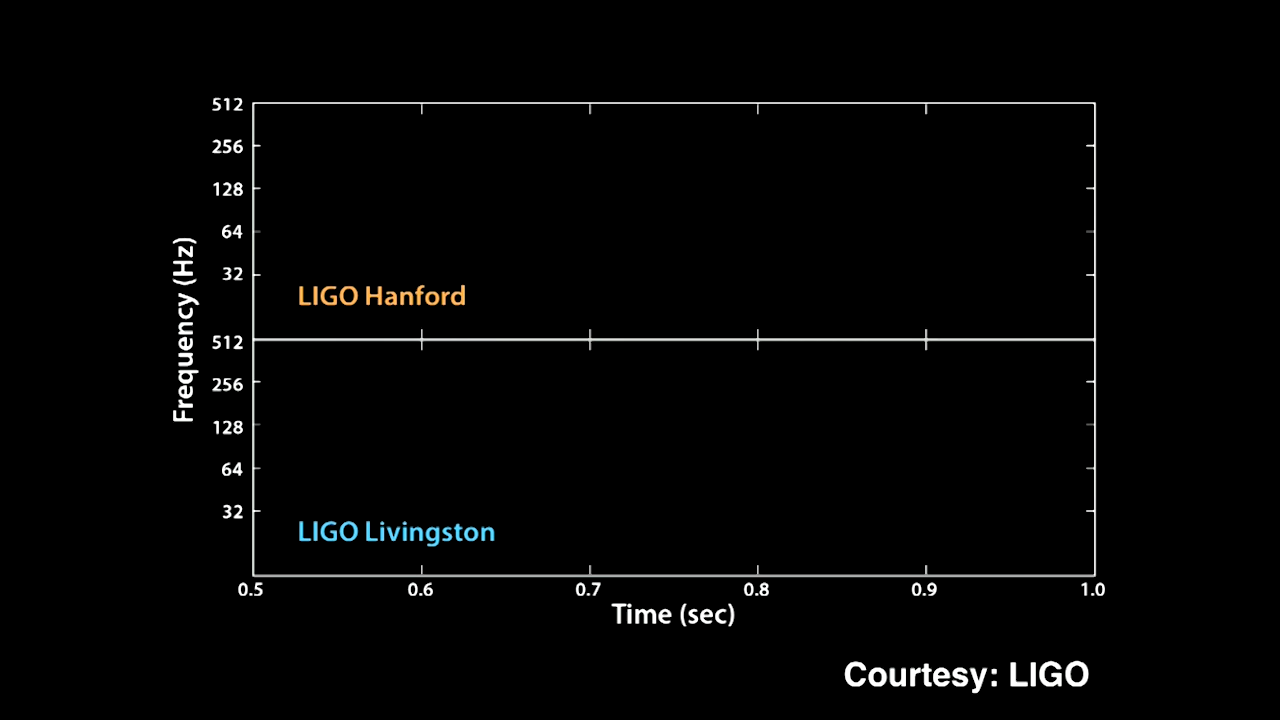 512
256
128
64
32
LIGO Hanford
512
256
128
64
32
LIGO Livingston
Frequency (Hz)
0.5 0.6 0.7 0.8 0.9 1.0
Time (sec)
Courtesy: LIGO